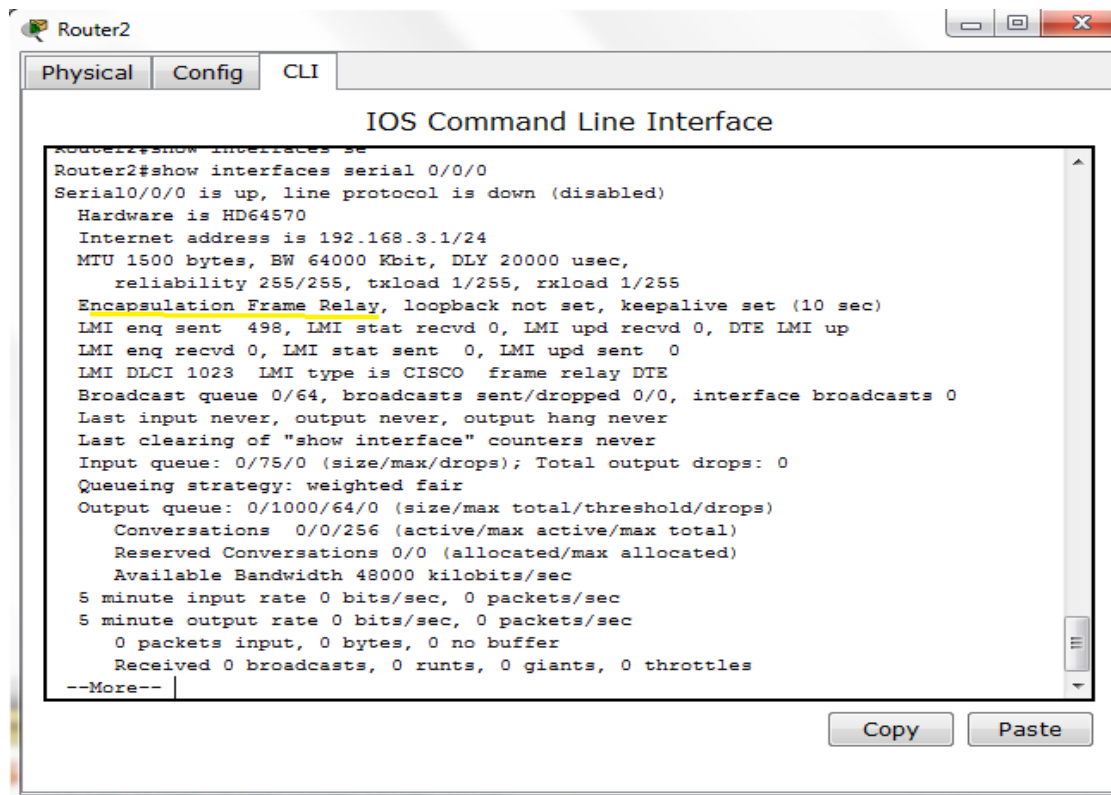 Router2
Physical Config CLI
IOS Command Line Interface
Router2#show interfaces se
Router2#show interfaces serial 0/0/0
Serial0/0/0 is up, line protocol is down (disabled)
Hardware is HD64570
Internet address is 192.168.3.1/24
MTU 1500 bytes, BW 64000 Kbit, DLY 20000 usec,
reliability 255/255, txload 1/255, rxload 1/255
Encapsulation Frame Relay, loopback not set, keepalive set (10 sec)
LMI enq sent 498, LMI stat recvd 0, LMI upd recvd 0, DTE LMI up
LMI enq recvd 0, LMI stat sent 0, LMI upd sent 0
LMI DLCI 1023 LMI type is CISCO frame relay DTE
Broadcast queue 0/64, broadcasts sent/dropped 0/0, interface broadcasts 0
Last input never, output never, output hang never
Last clearing of "show interface" counters never
Input queue: 0/75/0 (size/max/drops); Total output drops: 0
Queueing strategy: weighted fair
Output queue: 0/1000/64/0 (size/max total/threshold/drops)
Conversations 0/0/256 (active/max active/max total)
Reserved Conversations 0/0 (allocated/max allocated)
Available Bandwidth 48000 kilobits/sec
5 minute input rate 0 bits/sec, 0 packets/sec
5 minute output rate 0 bits/sec, 0 packets/sec
0 packets input, 0 bytes, 0 no buffer
Received 0 broadcasts, 0 runts, 0 giants, 0 throttles
--More--
Copy Paste